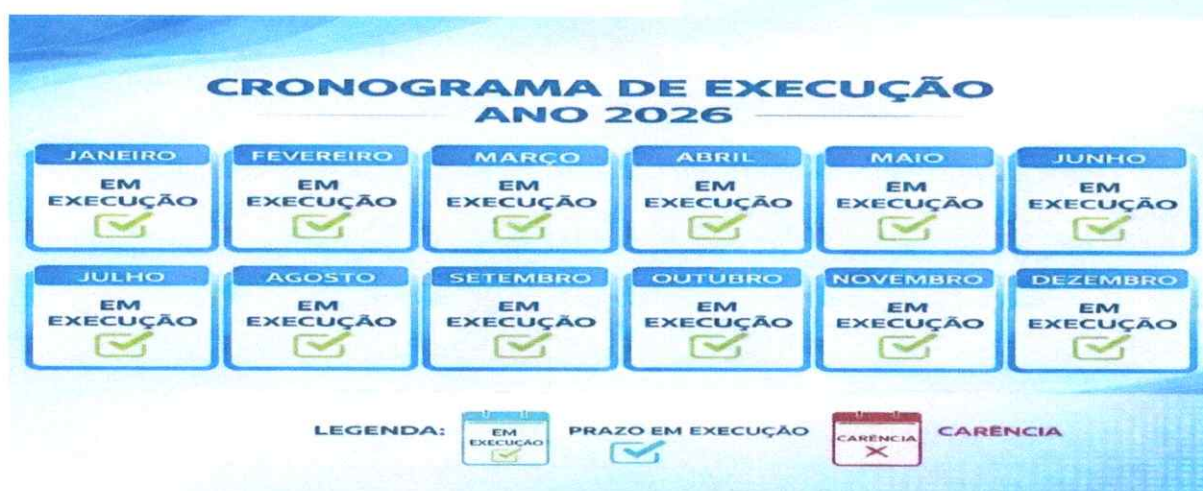 CRONOGRAMA DE EXECUÇÃO
ANO 2026
JANEIRO FEVEREIRO MARÇO ABRIL MAIO JUNHO
EM EM EM EM EM EM
EXECUÇÃO EXECUÇÃO EXECUÇÃO EXECUÇÃO EXECUÇÃO EXECUÇÃO
JULHO AGOSTO SETEMBRO OUTUBRO NOVEMBRO DEZEMBRO
EM EM EM EM EM EM
EXECUÇÃO EXECUÇÃO EXECUÇÃO EXECUÇÃO EXECUÇÃO EXECUÇÃO
LEGENDA: EM EXECUÇÃO PRAZO EM EXECUÇÃO CARÊNCIA CARÊNCIA